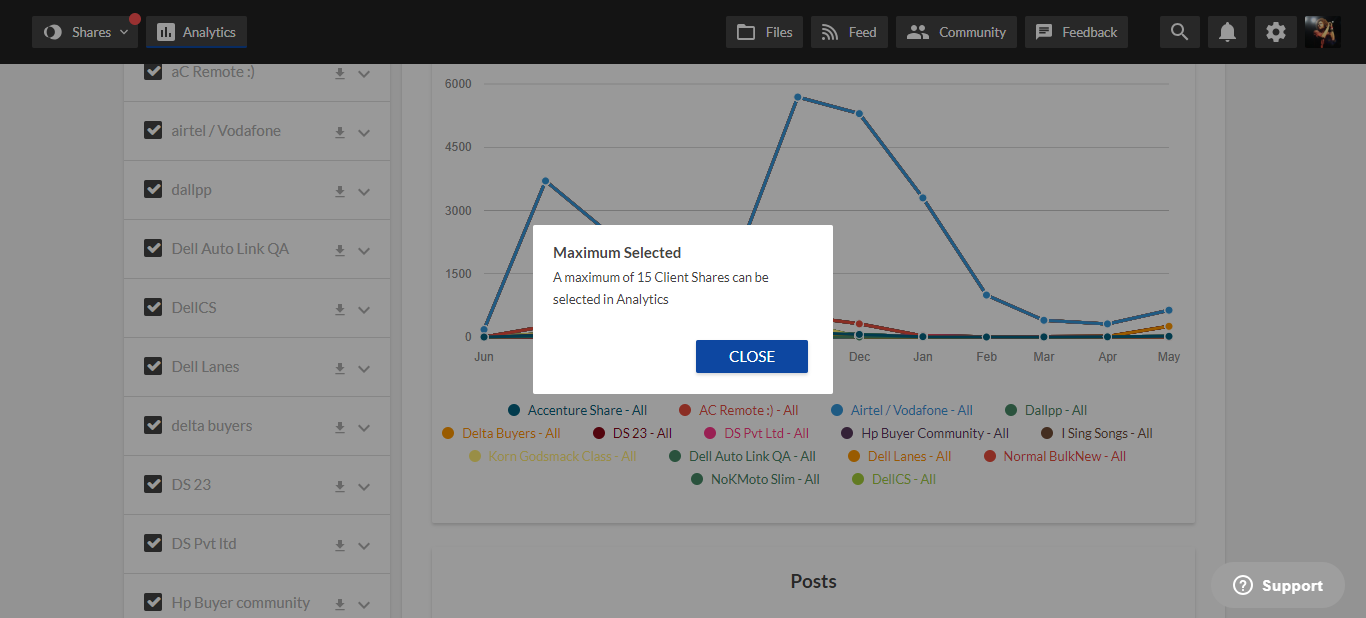 Shares
Analytics
Files
Feed
Community
Feedback
aC Remote :)
airtel / Vodafone
dallpp
Dell Auto Link QA
DellCS
Dell Lanes
delta buyers
DS 23
DS Pvt ltd
Hp Buyer community
6000
4500
3000
1500
0
Jun
Dec
Jan
Feb
Mar
Apr
May
Maximum Selected
A maximum of 15 Client Shares can be
selected in Analytics
CLOSE
Accenture Share - All AC Remote :) - All Airtel / Vodafone - All Dallpp - All
Delta Buyers - All DS 23 - All DS Pvt Ltd - All Hp Buyer Community - All I Sing Songs - All
Korn Godsmack Class - All Dell Auto Link QA - All Dell Lanes - All Normal BulkNew - All
NoKMoto Slim - All DellCS - All
Posts
Support